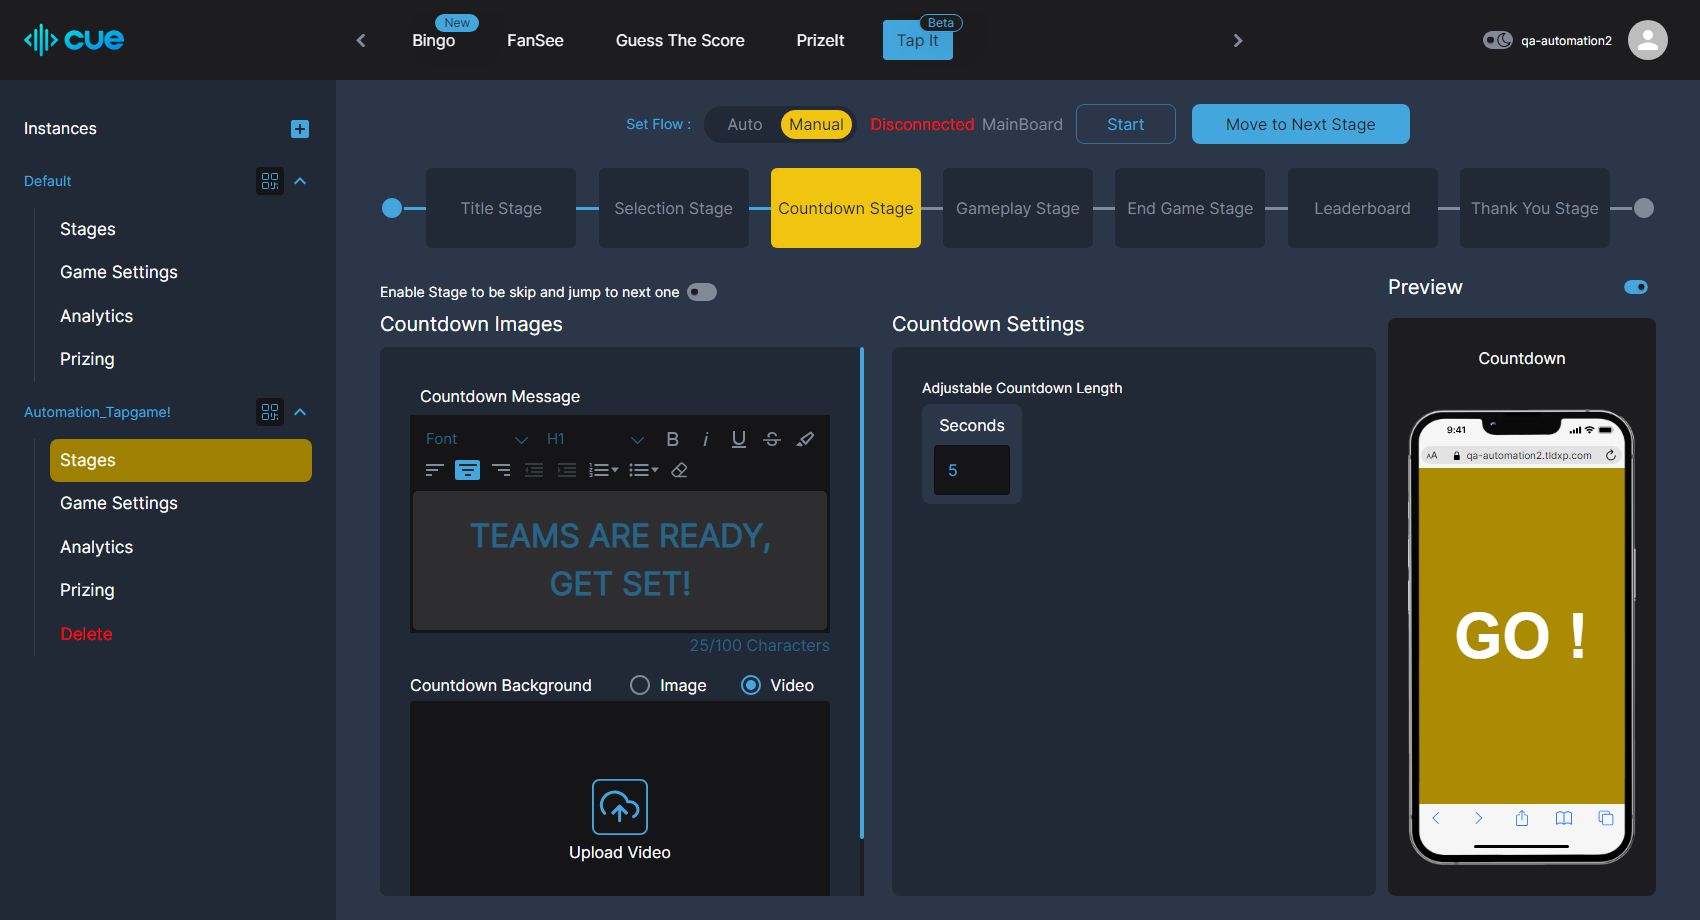 cue
New
Bingo
FanSee
Guess The Score
PrizeIt
Beta
Tap It
qa-automation2
Instances
Default
Stages
Game Settings
Analytics
Prizing
Automation_Tapgame!
Stages
Game Settings
Analytics
Prizing
Delete
Set Flow :
Auto
Manual
Disconnected MainBoard
Start
Move to Next Stage
Title Stage
Selection Stage
Countdown Stage
Gameplay Stage
End Game Stage
Leaderboard
Thank You Stage
Enable Stage to be skip and jump to next one
Countdown Images
Countdown Message
Font
H1
B
i
U
S
TEAMS ARE READY,
GET SET!
25/100 Characters
Countdown Background
Image
Video
Upload Video
Countdown Settings
Adjustable Countdown Length
Seconds
5
Preview
Countdown
9:41
AA
qa-automation2.tldxp.com
GO !